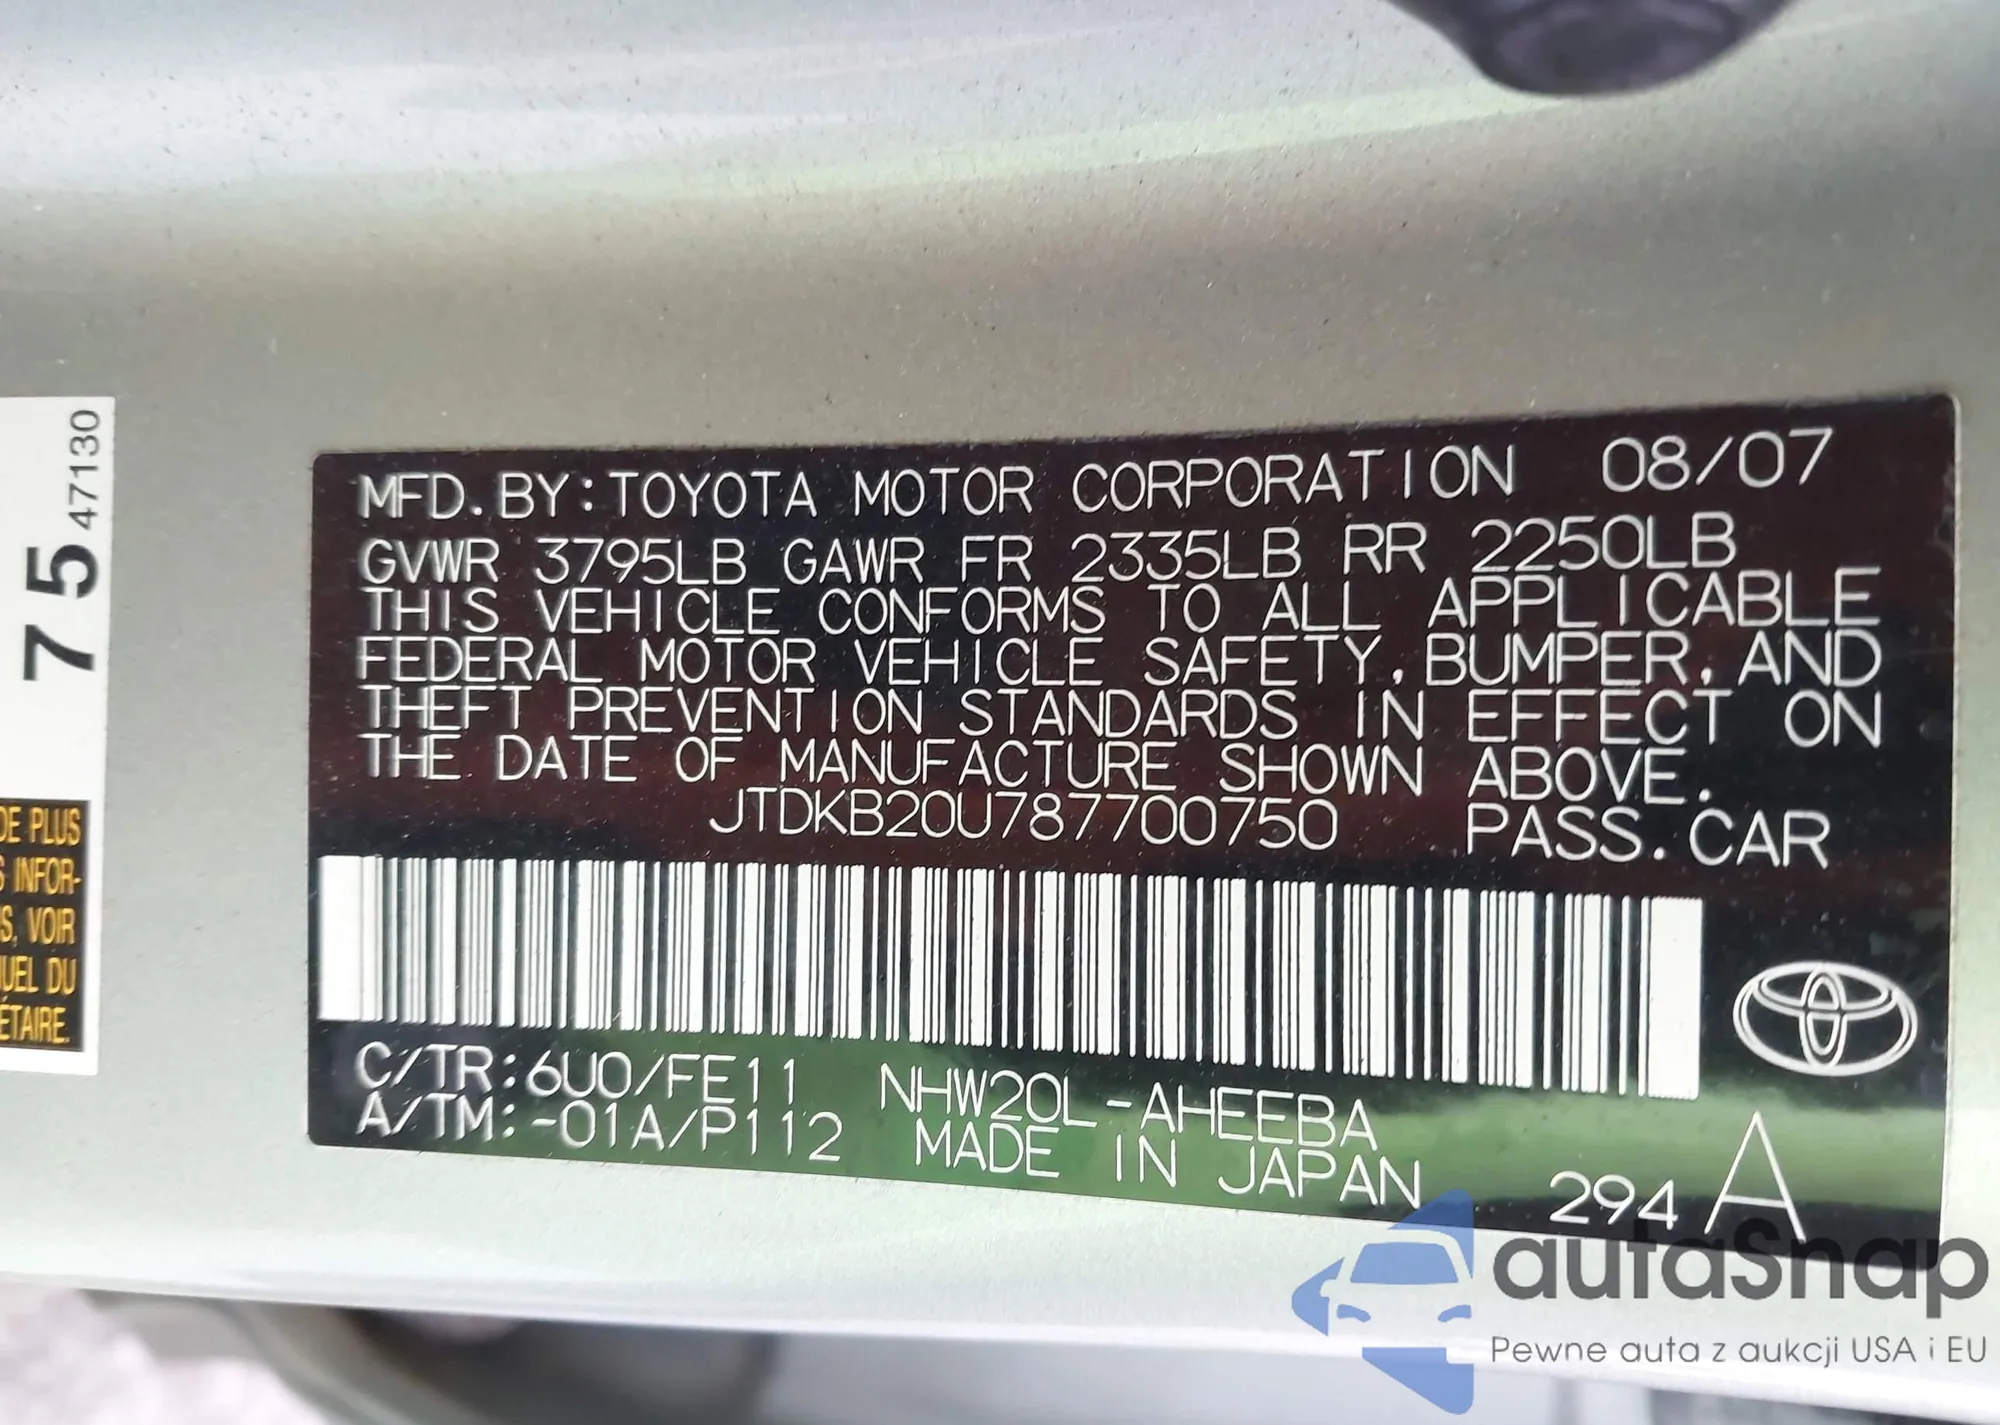 MFD. BY:TOYOTA MOTOR CORPORATION 08/07
GVWR 3795LB GAWR FR 2335LB RR 2250LB
THIS VEHICLE CONFORMS TO ALL APPLICABLE
FEDERAL MOTOR VEHICLE SAFETY, BUMPER, AND
THEFT PREVENTION STANDARDS IN EFFECT ON
THE DATE OF MANUFACTURE SHOWN ABOVE.
JTDKB20U787700750 PASS. CAR
C/TR:6U0/FE11 NHW20L-AHEEBA
A/TM:-01A/P112 MADE IN JAPAN
294 A
75 47130
DE PLUS
S INFOR-
S, VOIR
UEL DU
ÉTAIRE.
autaSnap
Pewne auta z aukcji USA i EU